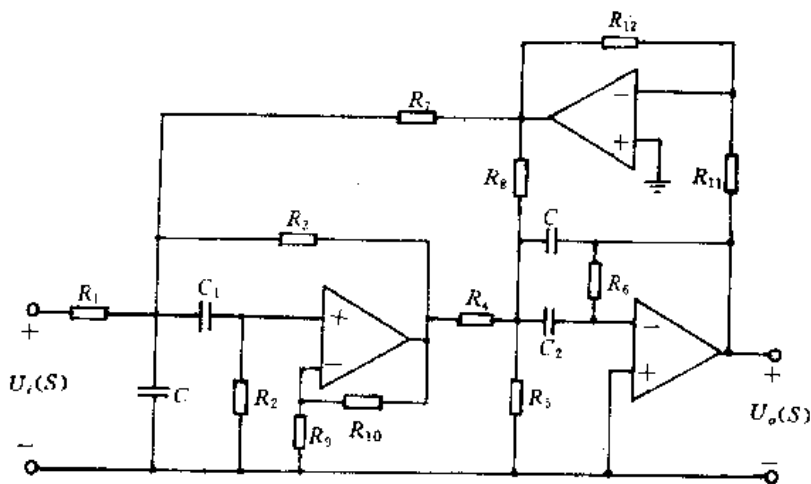 R₁₂
−
+
R₇
R₈
R₁₁
R₃
C
R₆
R₁
C₁
R₄
C₂
+
−
−
+
+
+
Uᵢ(S)
C
R₂
R₁₀
R₉
R₅
Uₒ(S)
−
−